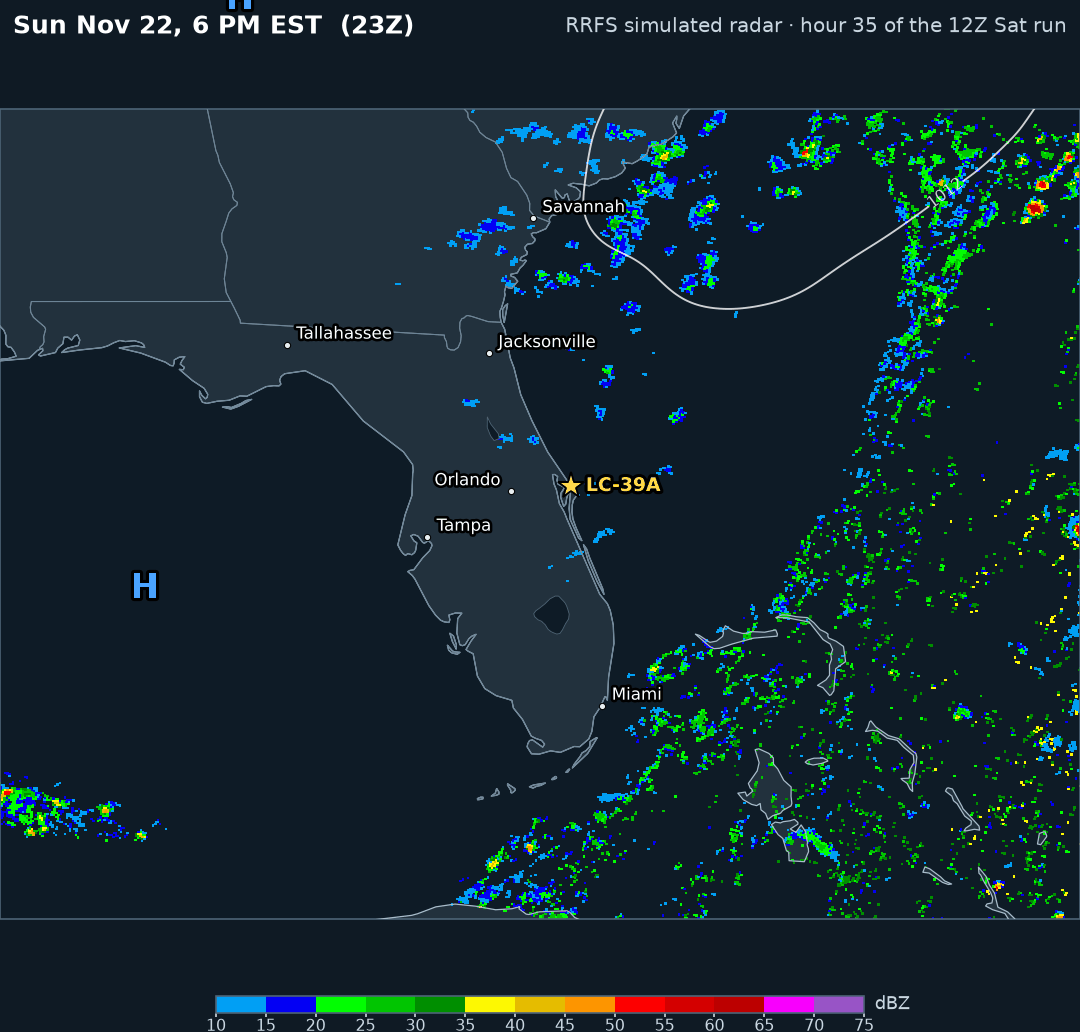 H
Sun Nov 22, 6 PM EST (23Z)
RRFS simulated radar · hour 35 of the 12Z Sat run
Savannah
Tallahassee
Jacksonville
Orlando
LC-39A
Tampa
H
Miami
10 15 20 25 30 35 40 45 50 55 60 65 70 75
dBZ